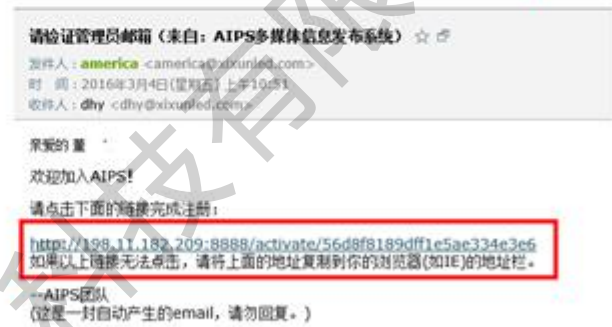 请验证管理员邮箱（来自：AIPS多媒体信息发布系统）
发件人：america <america@xixunled.com>
时 间：2016年3月4日(星期五) 上午10:51
收件人：dhy <dhy@xixunled.com>
亲爱的 董
欢迎加入AIPS!
请点击下面的链接完成注册：
http://198.11.182.209:8888/activate/56d8f8189dff1e5ae334e3e6
如果以上链接无法点击，请将上面的地址复制到你的浏览器(如IE)的地址栏。
--AIPS团队
(这是一封自动产生的email，请勿回复。)
科技有限